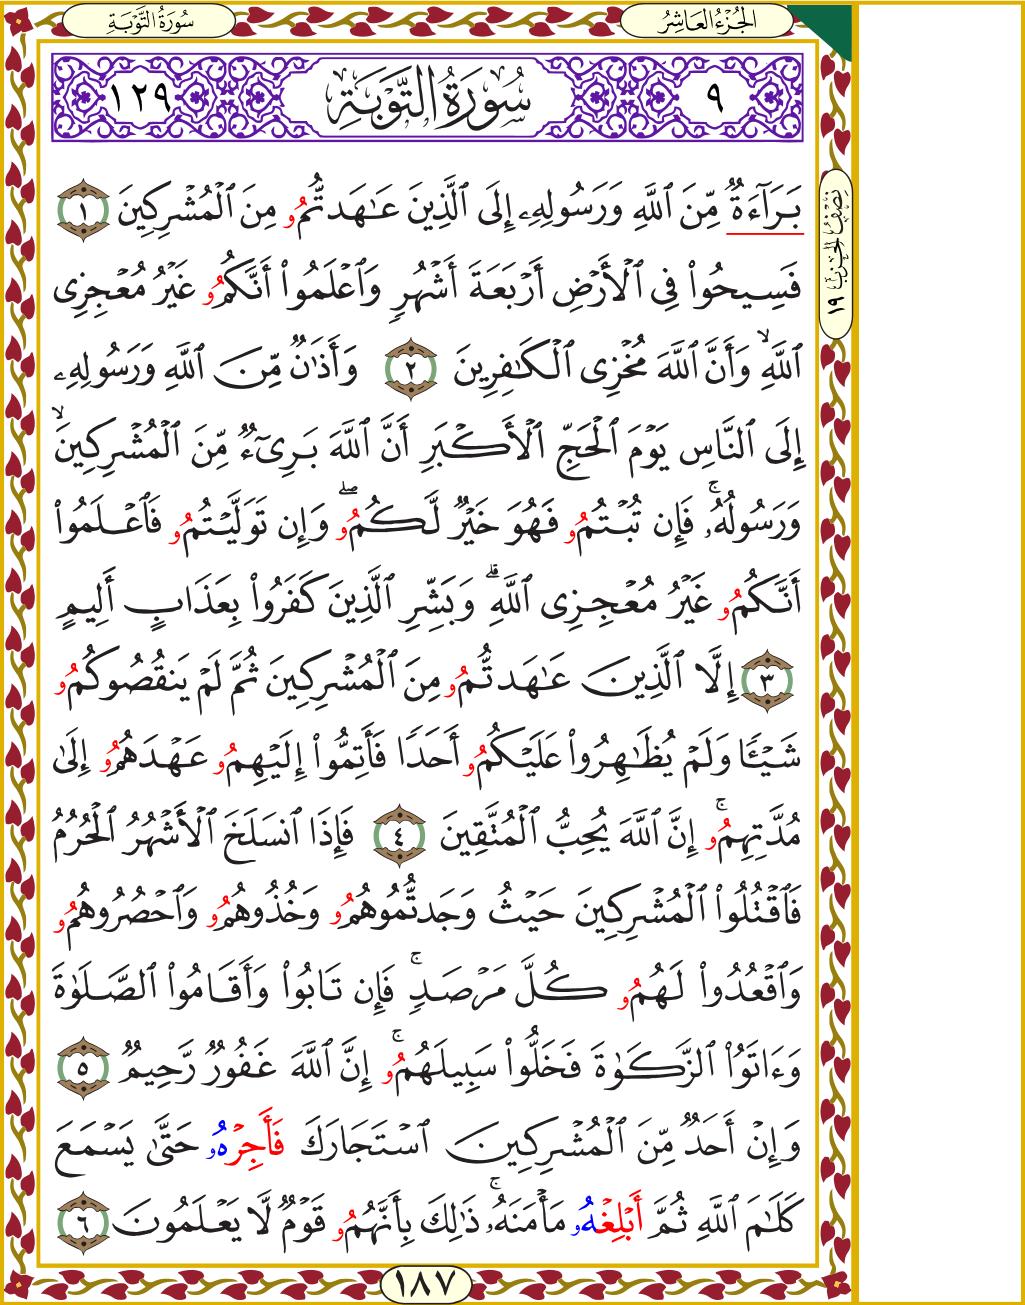 سُورَةُ التَّوْبَةِ
الجُزْءُ العَاشِرُ
٩ سُورَةُ التَّوْبَةِ ١٢٩
بَرَآءَةٞ مِّنَ ٱللَّهِ وَرَسُولِهِۦ إِلَى ٱلَّذِينَ عَٰهَدتُّمُۥ مِنَ ٱلْمُشْرِكِينَ ١
فَسِيحُوا۟ فِى ٱلْأَرْضِ أَرْبَعَةَ أَشْهُرٖ وَٱعْلَمُوٓا۟ أَنَّكُمُۥ غَيْرُ مُعْجِزِى
ٱللَّهِۙ وَأَنَّ ٱللَّهَ مُخْزِى ٱلْكَٰفِرِينَ ٢ وَأَذَٰنٞ مِّنَ ٱللَّهِ وَرَسُولِهِۦ
إِلَى ٱلنَّاسِ يَوْمَ ٱلْحَجِّ ٱلْأَكْبَرِ أَنَّ ٱللَّهَ بَرِىٓءٞ مِّنَ ٱلْمُشْرِكِينَۙ
وَرَسُولُهُۥۚ فَإِن تُبْتُمُۥ فَهُوَ خَيْرٞ لَّكُمُۥۖ وَإِن تَوَلَّيْتُمُۥ فَٱعْلَمُوٓا۟
أَنَّكُمُۥ غَيْرُ مُعْجِزِى ٱللَّهِۗ وَبَشِّرِ ٱلَّذِينَ كَفَرُوا۟ بِعَذَابٍ أَلِيمٍ
٣ إِلَّا ٱلَّذِينَ عَٰهَدتُّمُۥ مِنَ ٱلْمُشْرِكِينَ ثُمَّ لَمْ يَنقُصُوكُمُۥ
شَيْـٔٗا وَلَمْ يُظَٰهِرُوا۟ عَلَيْكُمُۥ أَحَدٗا فَأَتِمُّوٓا۟ إِلَيْهِمُۥ عَهْدَهُمُۥ إِلَىٰ
مُدَّتِهِمُۥۚ إِنَّ ٱللَّهَ يُحِبُّ ٱلْمُتَّقِينَ ٤ فَإِذَا ٱنسَلَخَ ٱلْأَشْهُرُ ٱلْحُرُمُ
فَٱقْتُلُوا۟ ٱلْمُشْرِكِينَ حَيْثُ وَجَدتُّمُوهُمُۥ وَخُذُوهُمُۥ وَٱحْصُرُوهُمُۥ
وَٱقْعُدُوا۟ لَهُمُۥ كُلَّ مَرْصَدٖۚ فَإِن تَابُوا۟ وَأَقَامُوا۟ ٱلصَّلَوٰةَ
وَءَاتَوُا۟ ٱلزَّكَوٰةَ فَخَلُّوا۟ سَبِيلَهُمُۥۚ إِنَّ ٱللَّهَ غَفُورٞ رَّحِيمٞ ٥
وَإِنْ أَحَدٞ مِّنَ ٱلْمُشْرِكِينَ ٱسْتَجَارَكَ فَأَجِرْهُۥ حَتَّىٰ يَسْمَعَ
كَلَٰمَ ٱللَّهِ ثُمَّ أَبْلِغْهُۥ مَأْمَنَهُۥۚ ذَٰلِكَ بِأَنَّهُمُۥ قَوْمٞ لَّا يَعْلَمُونَ ٦
نِصْفُ الحِزْبِ ١٩
١٨٧